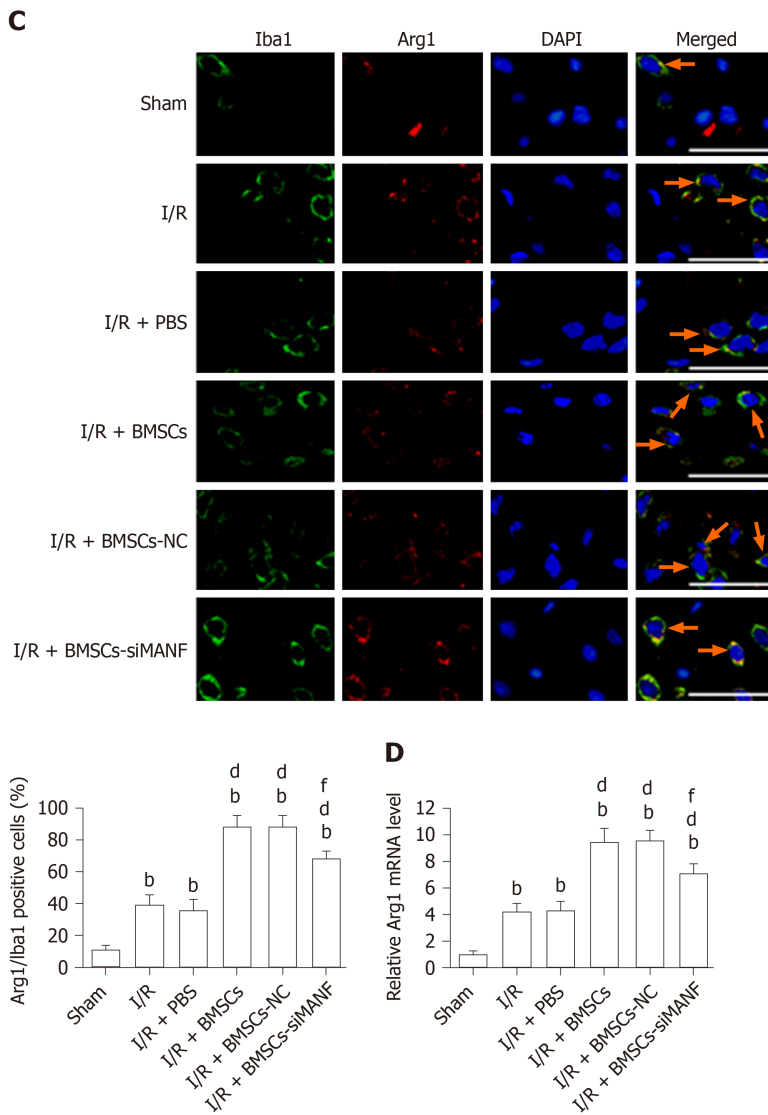 C
Iba1 Arg1 DAPI Merged
Sham
I/R
I/R + PBS
I/R + BMSCs
I/R + BMSCs-NC
I/R + BMSCs-siMANF
Arg1/Iba1 positive cells (%)
100
80
60
40
20
0
b
b
d
b
d
b
f
d
b
Sham
I/R
I/R + PBS
I/R + BMSCs
I/R + BMSCs-NC
I/R + BMSCs-siMANF
D
Relative Arg1 mRNA level
12
10
8
6
4
2
0
b
b
d
b
d
b
f
d
b
Sham
I/R
I/R + PBS
I/R + BMSCs
I/R + BMSCs-NC
I/R + BMSCs-siMANF